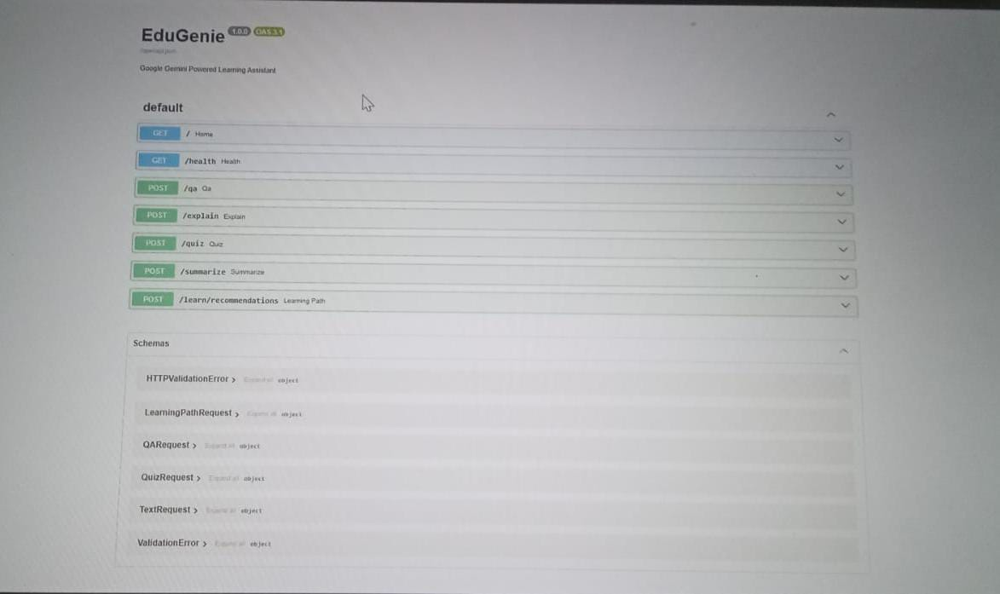 EduGenie 1.0.0 OAS 3.1
/openapi.json
Google Gemini Powered Learning Assistant
default
GET / Home
GET /health Health
POST /qa Qa
POST /explain Explain
POST /quiz Quiz
POST /summarize Summarize
POST /learn/recommendations Learning Path
Schemas
HTTPValidationError Expand all object
LearningPathRequest Expand all object
QARequest Expand all object
QuizRequest Expand all object
TextRequest Expand all object
ValidationError Expand all object